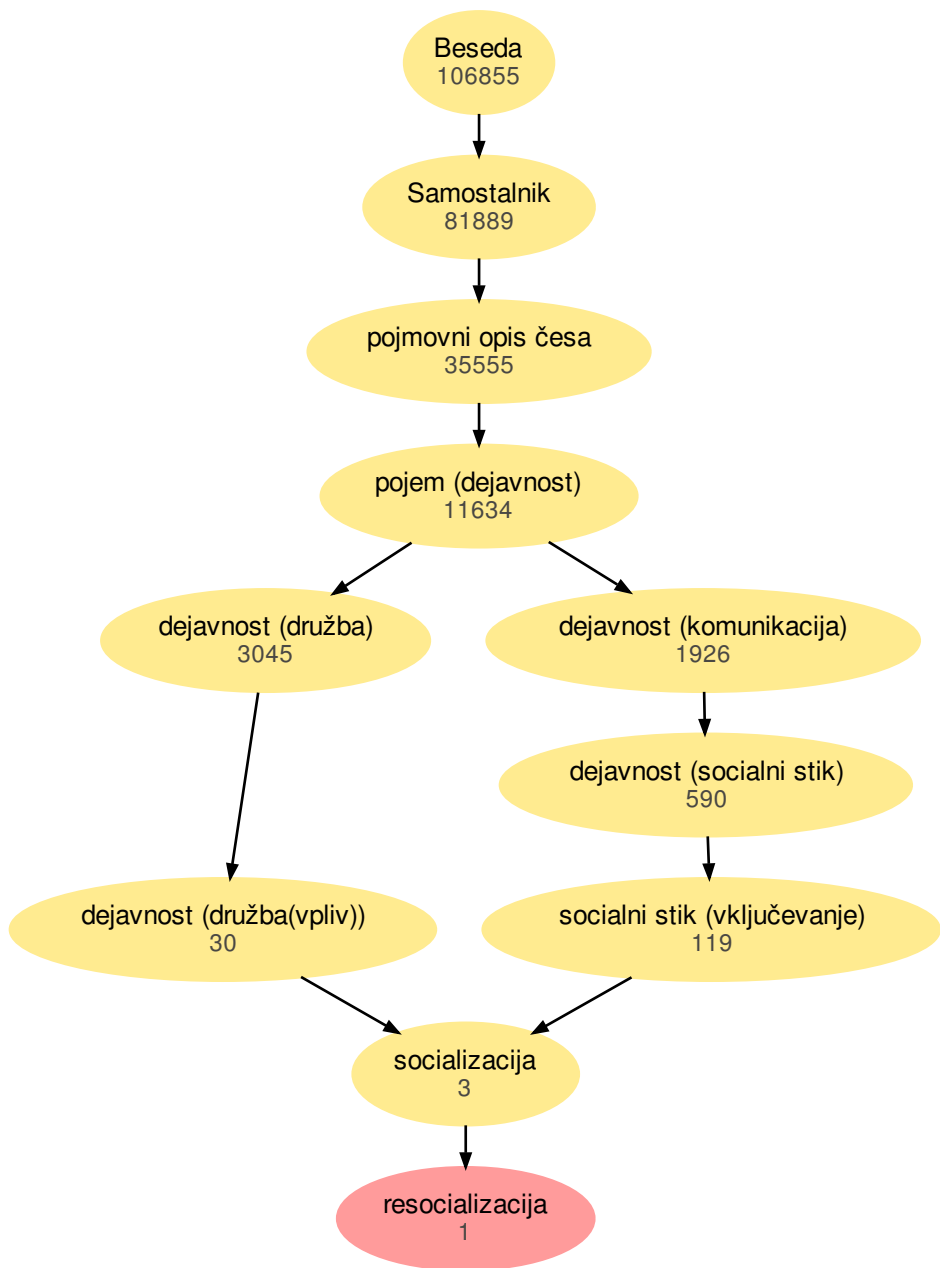 Beseda
106855
Samostalnik
81889
pojmovni opis česa
35555
pojem (dejavnost)
11634
dejavnost (družba)
3045
dejavnost (komunikacija)
1926
dejavnost (socialni stik)
590
dejavnost (družba(vpliv))
30
socialni stik (vključevanje)
119
socializacija
3
resocializacija
1